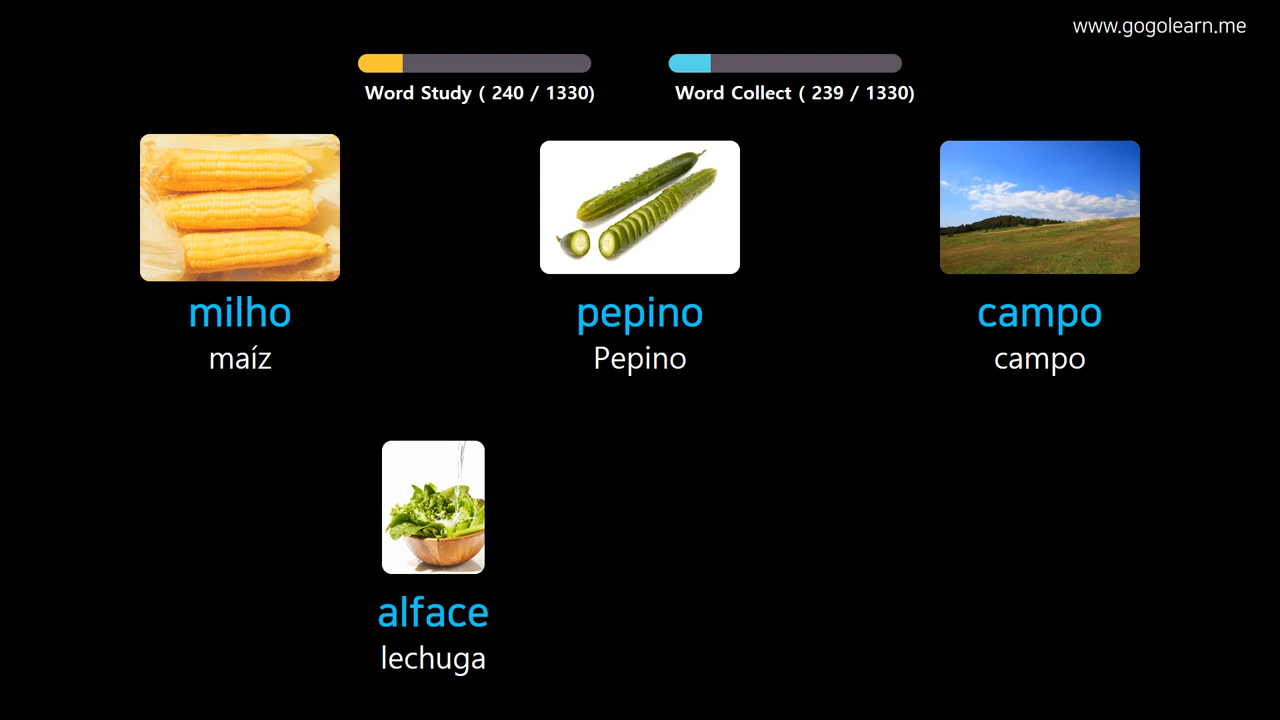 www.gogolearn.me
Word Study ( 240 / 1330)
Word Collect ( 239 / 1330)
milho
maíz
pepino
Pepino
campo
campo
alface
lechuga